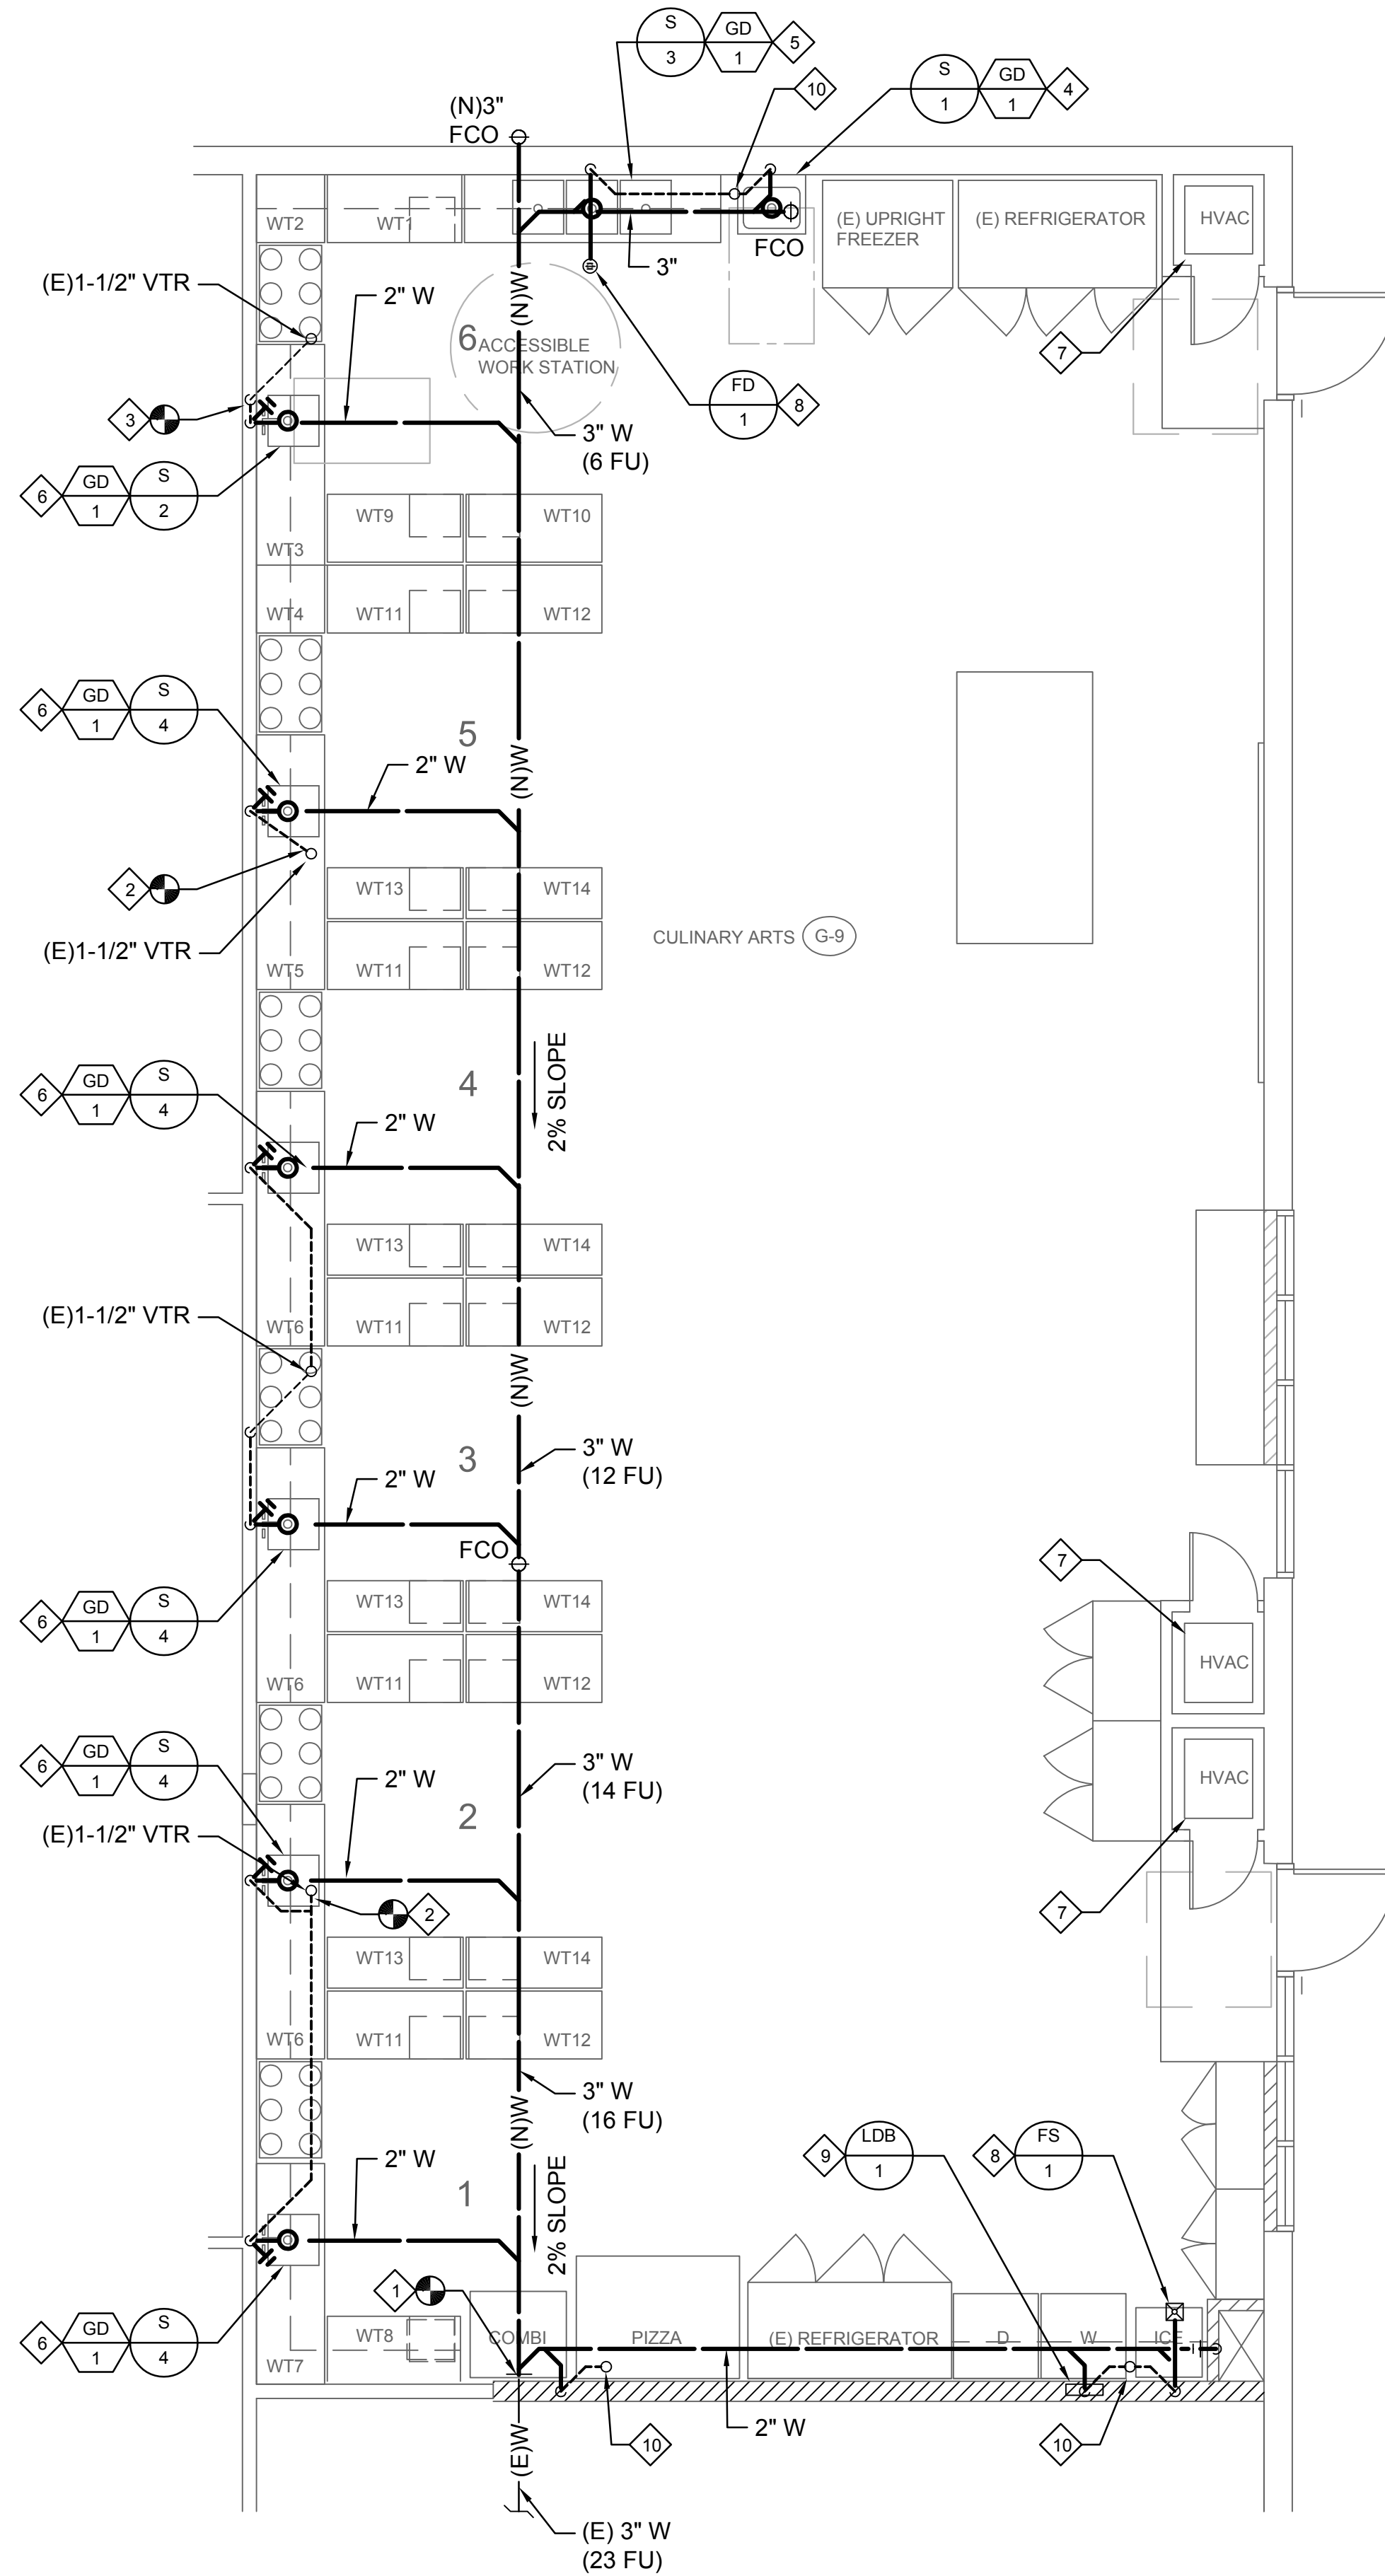 S
3
GD
1
5
10
S
1
GD
1
4
(N)3"
FCO
WT2
WT1
(E) UPRIGHT
FREEZER
(E) REFRIGERATOR
HVAC
FCO
3"
(E)1-1/2" VTR
2" W
(N)W
6
ACCESSIBLE
WORK STATION
7
FD
1
8
3
3" W
(6 FU)
6
GD
1
S
2
WT9
WT10
WT3
WT4
WT11
WT12
6
GD
1
S
4
5
2" W
(N)W
2
WT13
WT14
(E)1-1/2" VTR
CULINARY ARTS
G-9
WT5
WT11
WT12
2% SLOPE
4
6
GD
1
S
4
2" W
WT13
WT14
(E)1-1/2" VTR
WT6
WT11
WT12
(N)W
3
3" W
(12 FU)
2" W
FCO
7
6
GD
1
S
4
WT13
WT14
HVAC
WT6
WT11
WT12
6
GD
1
S
4
3" W
(14 FU)
2" W
HVAC
2
(E)1-1/2" VTR
2
7
WT13
WT14
WT6
WT11
WT12
3" W
(16 FU)
(N)W
2" W
9
LDB
1
8
FS
1
1
2% SLOPE
1
6
GD
1
S
4
WT8
COMBI
PIZZA
(E) REFRIGERATOR
D
W
ICE
WT7
2" W
10
10
(E)W
(E) 3" W
(23 FU)